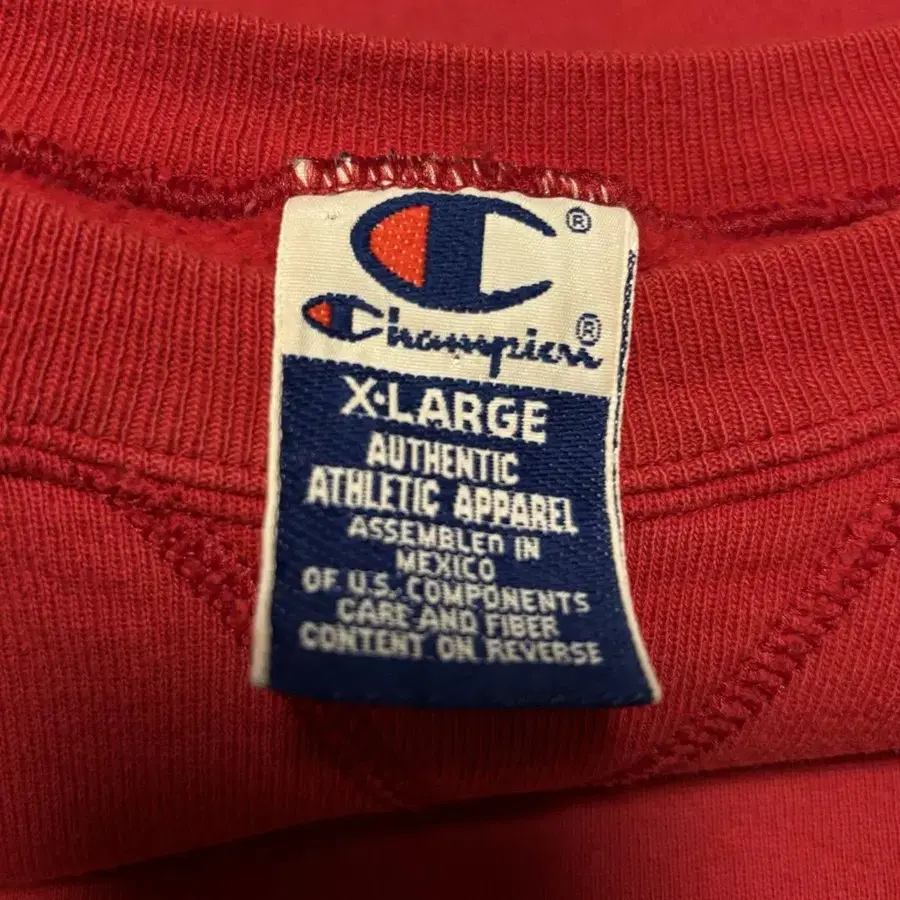 ®
Champion®
X-LARGE
AUTHENTIC
ATHLETIC APPAREL
ASSEMBLED IN
MEXICO
OF U.S. COMPONENTS
CARE AND FIBER
CONTENT ON REVERSE